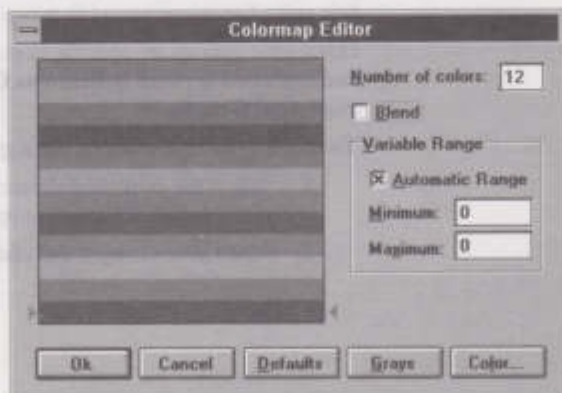 Colormap Editor
Number of colors: 12
Blend
Variable Range
Automatic Range
Minimum: 0
Maximum: 0
Ok Cancel Defaults Grays Color...